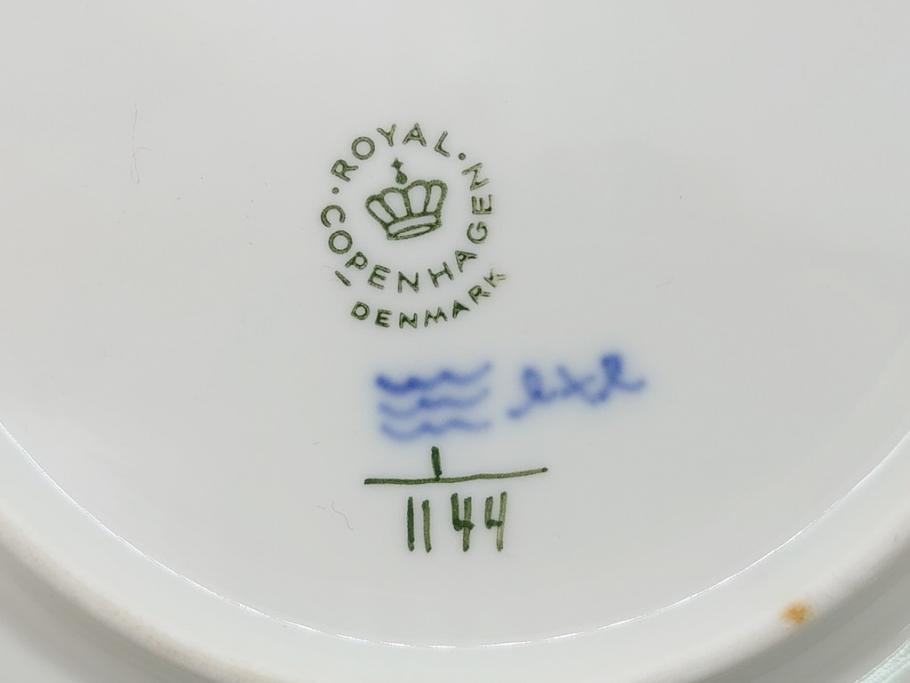 · ROYAL ·
COPENHAGEN
DENMARK
1
1144